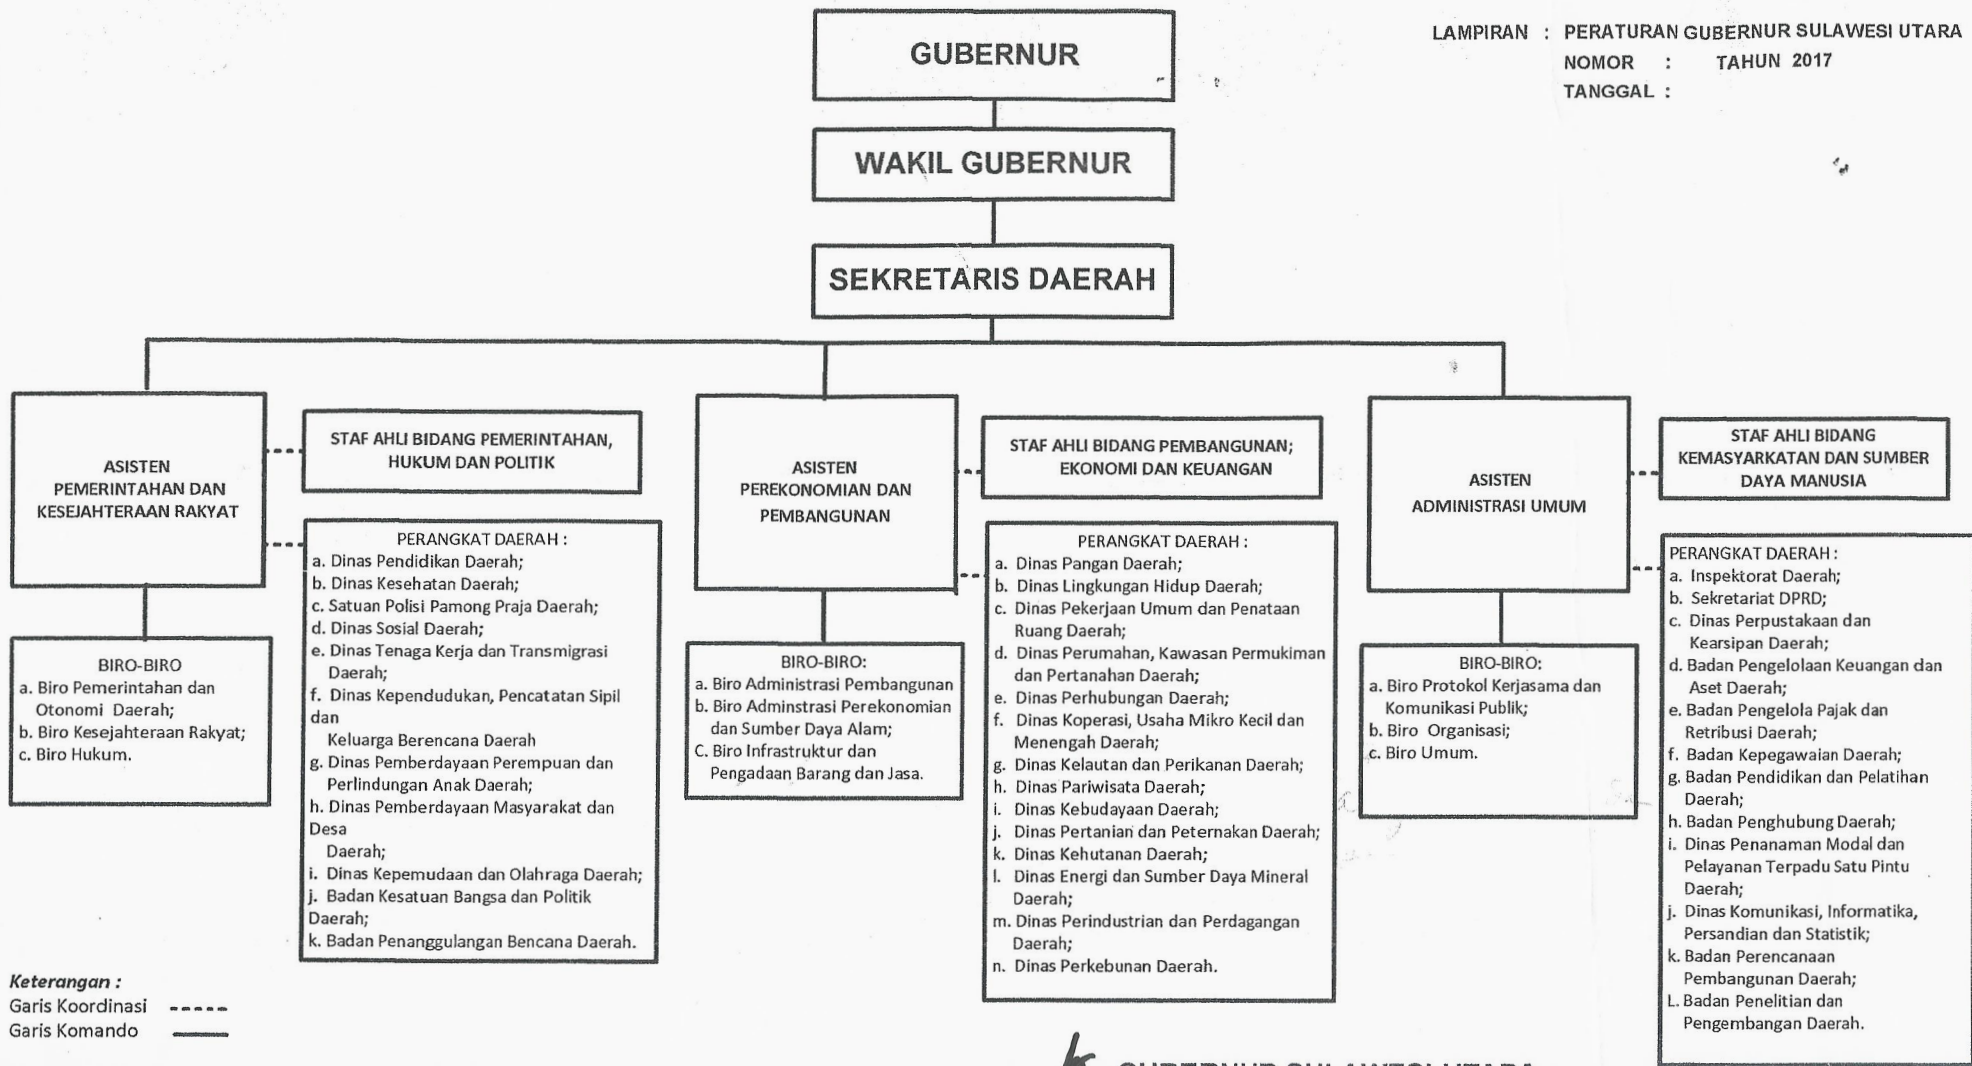 LAMPIRAN : PERATURAN GUBERNUR SULAWESI UTARA
NOMOR : TAHUN 2017
TANGGAL :
GUBERNUR
WAKIL GUBERNUR
SEKRETARIS DAERAH
ASISTEN
PEMERINTAHAN DAN
KESEJAHTERAAN RAKYAT
STAF AHLI BIDANG PEMERINTAHAN,
HUKUM DAN POLITIK
PERANGKAT DAERAH :
a. Dinas Pendidikan Daerah;
b. Dinas Kesehatan Daerah;
c. Satuan Polisi Pamong Praja Daerah;
d. Dinas Sosial Daerah;
e. Dinas Tenaga Kerja dan Transmigrasi
Daerah;
f. Dinas Kependudukan, Pencatatan Sipil
dan
Keluarga Berencana Daerah
g. Dinas Pemberdayaan Perempuan dan
Perlindungan Anak Daerah;
h. Dinas Pemberdayaan Masyarakat dan
Desa
Daerah;
i. Dinas Kepemudaan dan Olahraga Daerah;
j. Badan Kesatuan Bangsa dan Politik
Daerah;
k. Badan Penanggulangan Bencana Daerah.
BIRO-BIRO
a. Biro Pemerintahan dan
Otonomi Daerah;
b. Biro Kesejahteraan Rakyat;
c. Biro Hukum.
ASISTEN
PEREKONOMIAN DAN
PEMBANGUNAN
STAF AHLI BIDANG PEMBANGUNAN;
EKONOMI DAN KEUANGAN
PERANGKAT DAERAH :
a. Dinas Pangan Daerah;
b. Dinas Lingkungan Hidup Daerah;
c. Dinas Pekerjaan Umum dan Penataan
Ruang Daerah;
d. Dinas Perumahan, Kawasan Permukiman
dan Pertanahan Daerah;
e. Dinas Perhubungan Daerah;
f. Dinas Koperasi, Usaha Mikro Kecil dan
Menengah Daerah;
g. Dinas Kelautan dan Perikanan Daerah;
h. Dinas Pariwisata Daerah;
i. Dinas Kebudayaan Daerah;
j. Dinas Pertanian dan Peternakan Daerah;
k. Dinas Kehutanan Daerah;
l. Dinas Energi dan Sumber Daya Mineral
Daerah;
m. Dinas Perindustrian dan Perdagangan
Daerah;
n. Dinas Perkebunan Daerah.
BIRO-BIRO:
a. Biro Administrasi Pembangunan
b. Biro Adminstrasi Perekonomian
dan Sumber Daya Alam;
C. Biro Infrastruktur dan
Pengadaan Barang dan Jasa.
ASISTEN
ADMINISTRASI UMUM
STAF AHLI BIDANG
KEMASYARKATAN DAN SUMBER
DAYA MANUSIA
PERANGKAT DAERAH :
a. Inspektorat Daerah;
b. Sekretariat DPRD;
c. Dinas Perpustakaan dan
Kearsipan Daerah;
d. Badan Pengelolaan Keuangan dan
Aset Daerah;
e. Badan Pengelola Pajak dan
Retribusi Daerah;
f. Badan Kepegawaian Daerah;
g. Badan Pendidikan dan Pelatihan
Daerah;
h. Badan Penghubung Daerah;
i. Dinas Penanaman Modal dan
Pelayanan Terpadu Satu Pintu
Daerah;
j. Dinas Komunikasi, Informatika,
Persandian dan Statistik;
k. Badan Perencanaan
Pembangunan Daerah;
L. Badan Penelitian dan
Pengembangan Daerah.
BIRO-BIRO:
a. Biro Protokol Kerjasama dan
Komunikasi Publik;
b. Biro Organisasi;
c. Biro Umum.
Keterangan :
Garis Koordinasi
Garis Komando
GUBERNUR SULAWESI UTARA